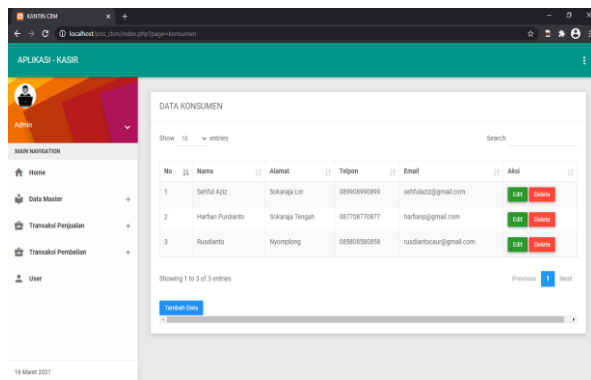 KANTIN CBM
localhost/pos_cbm/index.php?page=konsumen
APLIKASI - KASIR
Admin
MAIN NAVIGATION
Home
Data Master
Transaksi Penjualan
Transaksi Pembelian
User
18 Maret 2021
DATA KONSUMEN
Show 10 entries
Search:
No Nama Alamat Telpon Email Aksi
1 Sehful Aziz Sokaraja Lor 089908990899 sehfulaziz@gmail.com Edit Delete
2 Harfian Purdianto Sokaraja Tengah 087708770877 harfianp@gmail.com Edit Delete
3 Rusdianto Nyomplong 085808580858 rusdiantocaur@gmail.com Edit Delete
Showing 1 to 3 of 3 entries
Previous 1 Next
Tambah Data